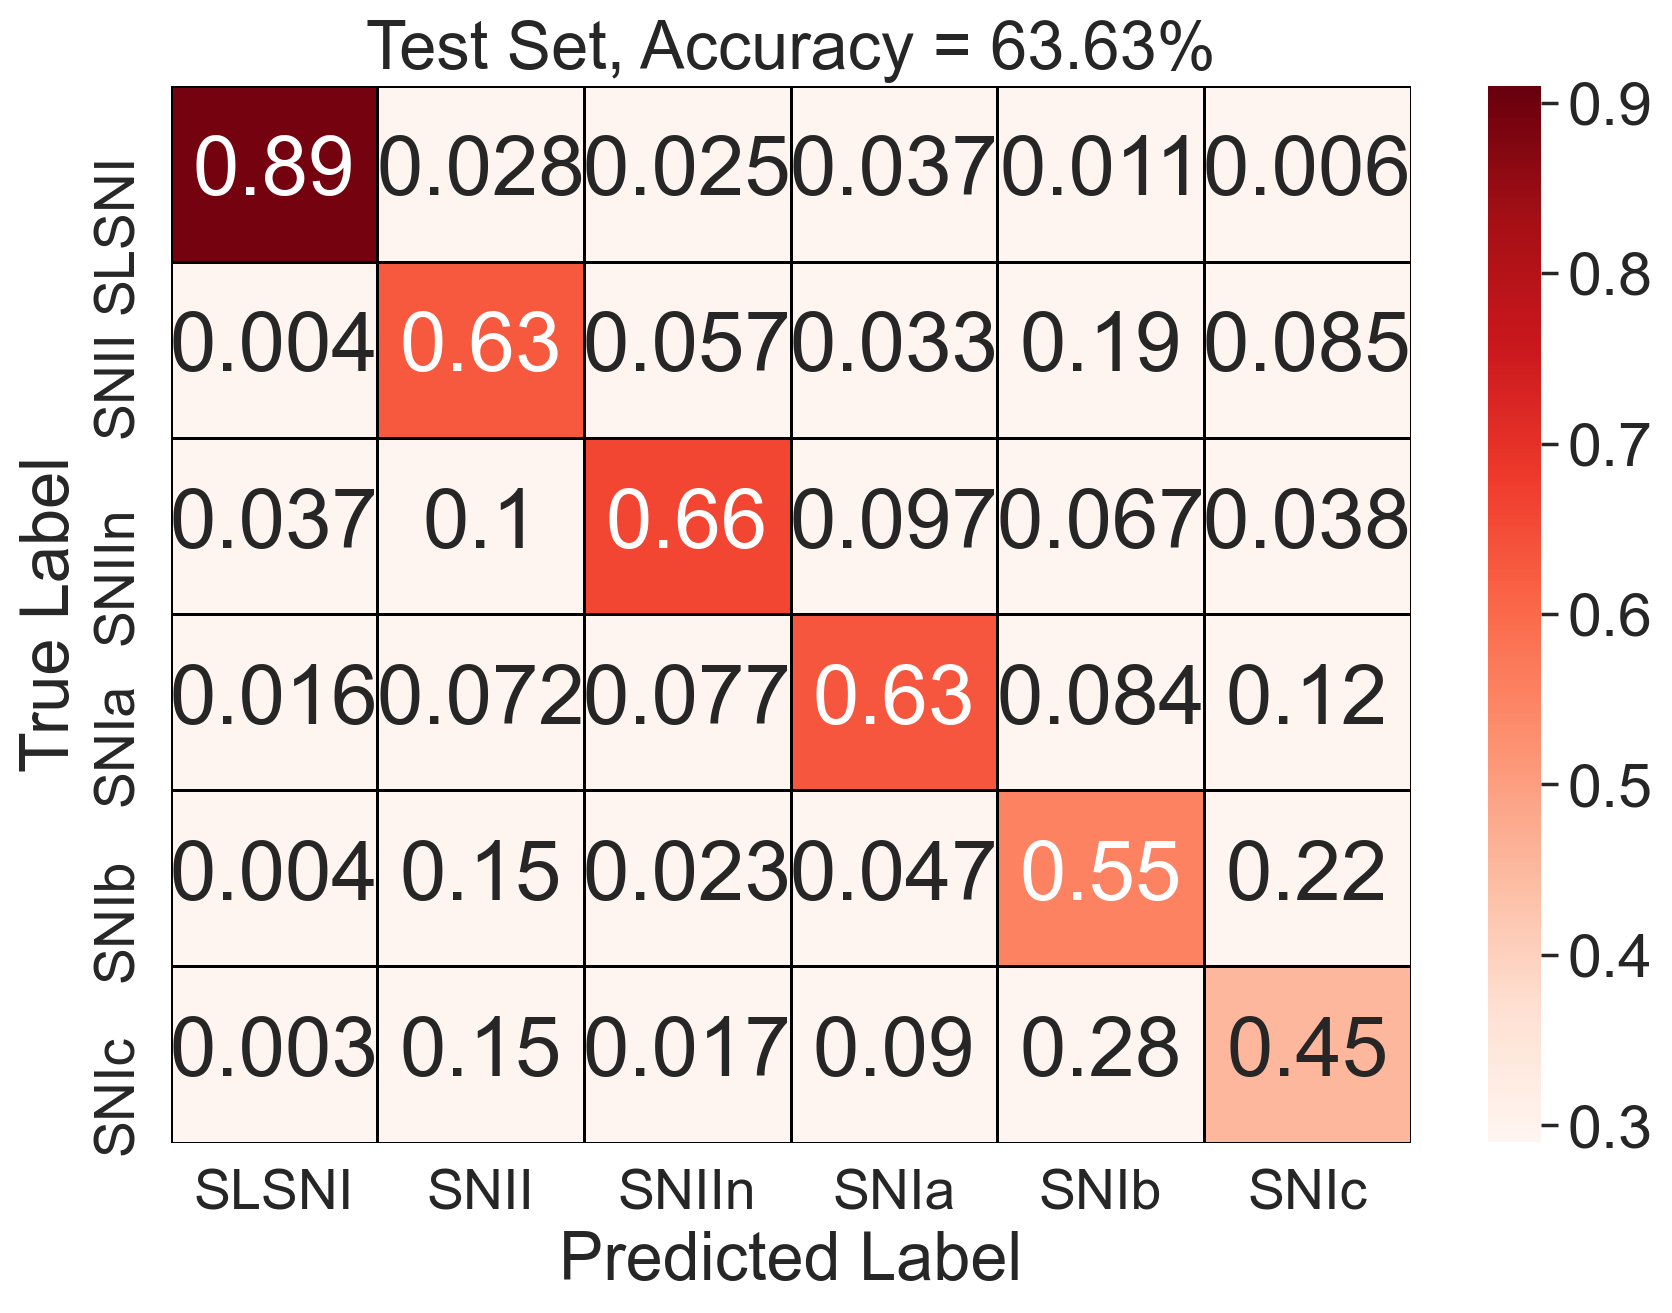 Test Set, Accuracy = 63.63%
True Label
SLSNI 0.89 0.028 0.025 0.037 0.011 0.006
SNII 0.004 0.63 0.057 0.033 0.19 0.085
SNIIn 0.037 0.1 0.66 0.097 0.067 0.038
SNIa 0.016 0.072 0.077 0.63 0.084 0.12
SNIb 0.004 0.15 0.023 0.047 0.55 0.22
SNIc 0.003 0.15 0.017 0.09 0.28 0.45
SLSNI SNII SNIIn SNIa SNIb SNIc
Predicted Label
0.9
0.8
0.7
0.6
0.5
0.4
0.3